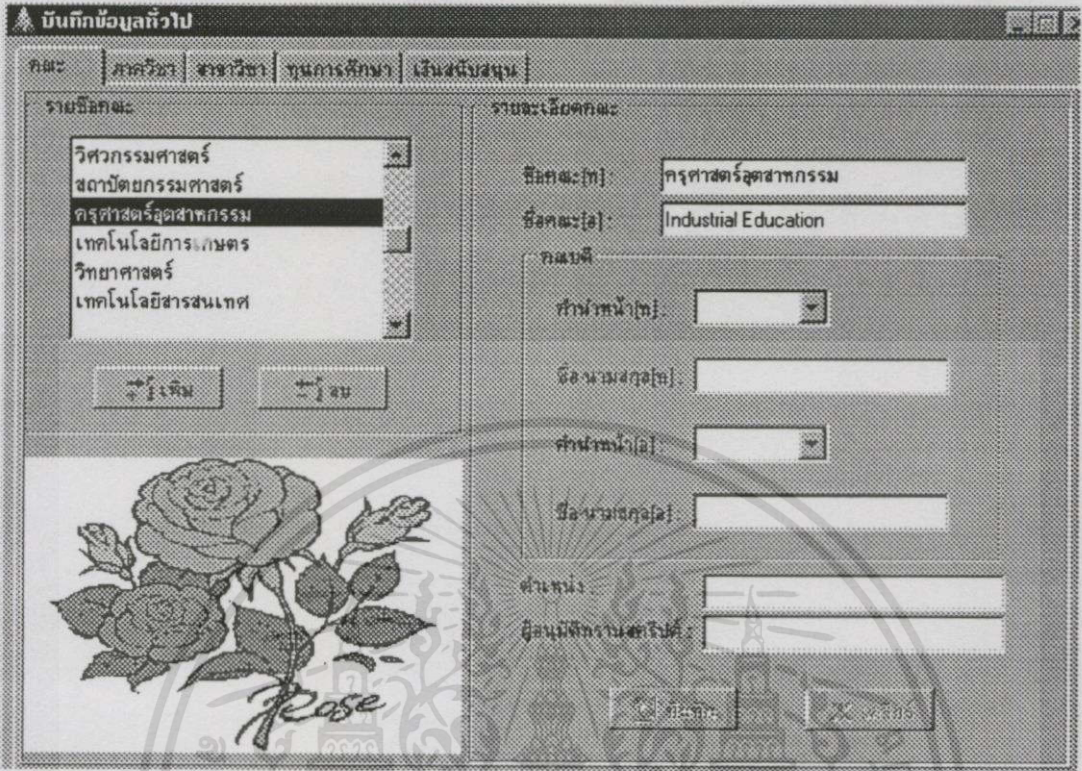 บันทึกข้อมูลทั่วไป
คณะ ภาควิชา สาขาวิชา ทุนการศึกษา เงินสนับสนุน
รายชื่อคณะ
วิศวกรรมศาสตร์
สถาปัตยกรรมศาสตร์
ครุศาสตร์อุตสาหกรรม
เทคโนโลยีการเกษตร
วิทยาศาสตร์
เทคโนโลยีสารสนเทศ
เพิ่ม ลบ
Rose
รายละเอียดคณะ
ชื่อคณะ[ท] : ครุศาสตร์อุตสาหกรรม
ชื่อคณะ[อ] : Industrial Education
คณบดี
คำนำหน้า[ท] :
ชื่อ นามสกุล[ท] :
คำนำหน้า[อ] :
ชื่อ นามสกุล[อ] :
ตำแหน่ง :
ผู้อนุมัติทรานสคริปต์ :
บันทึก เคลียร์